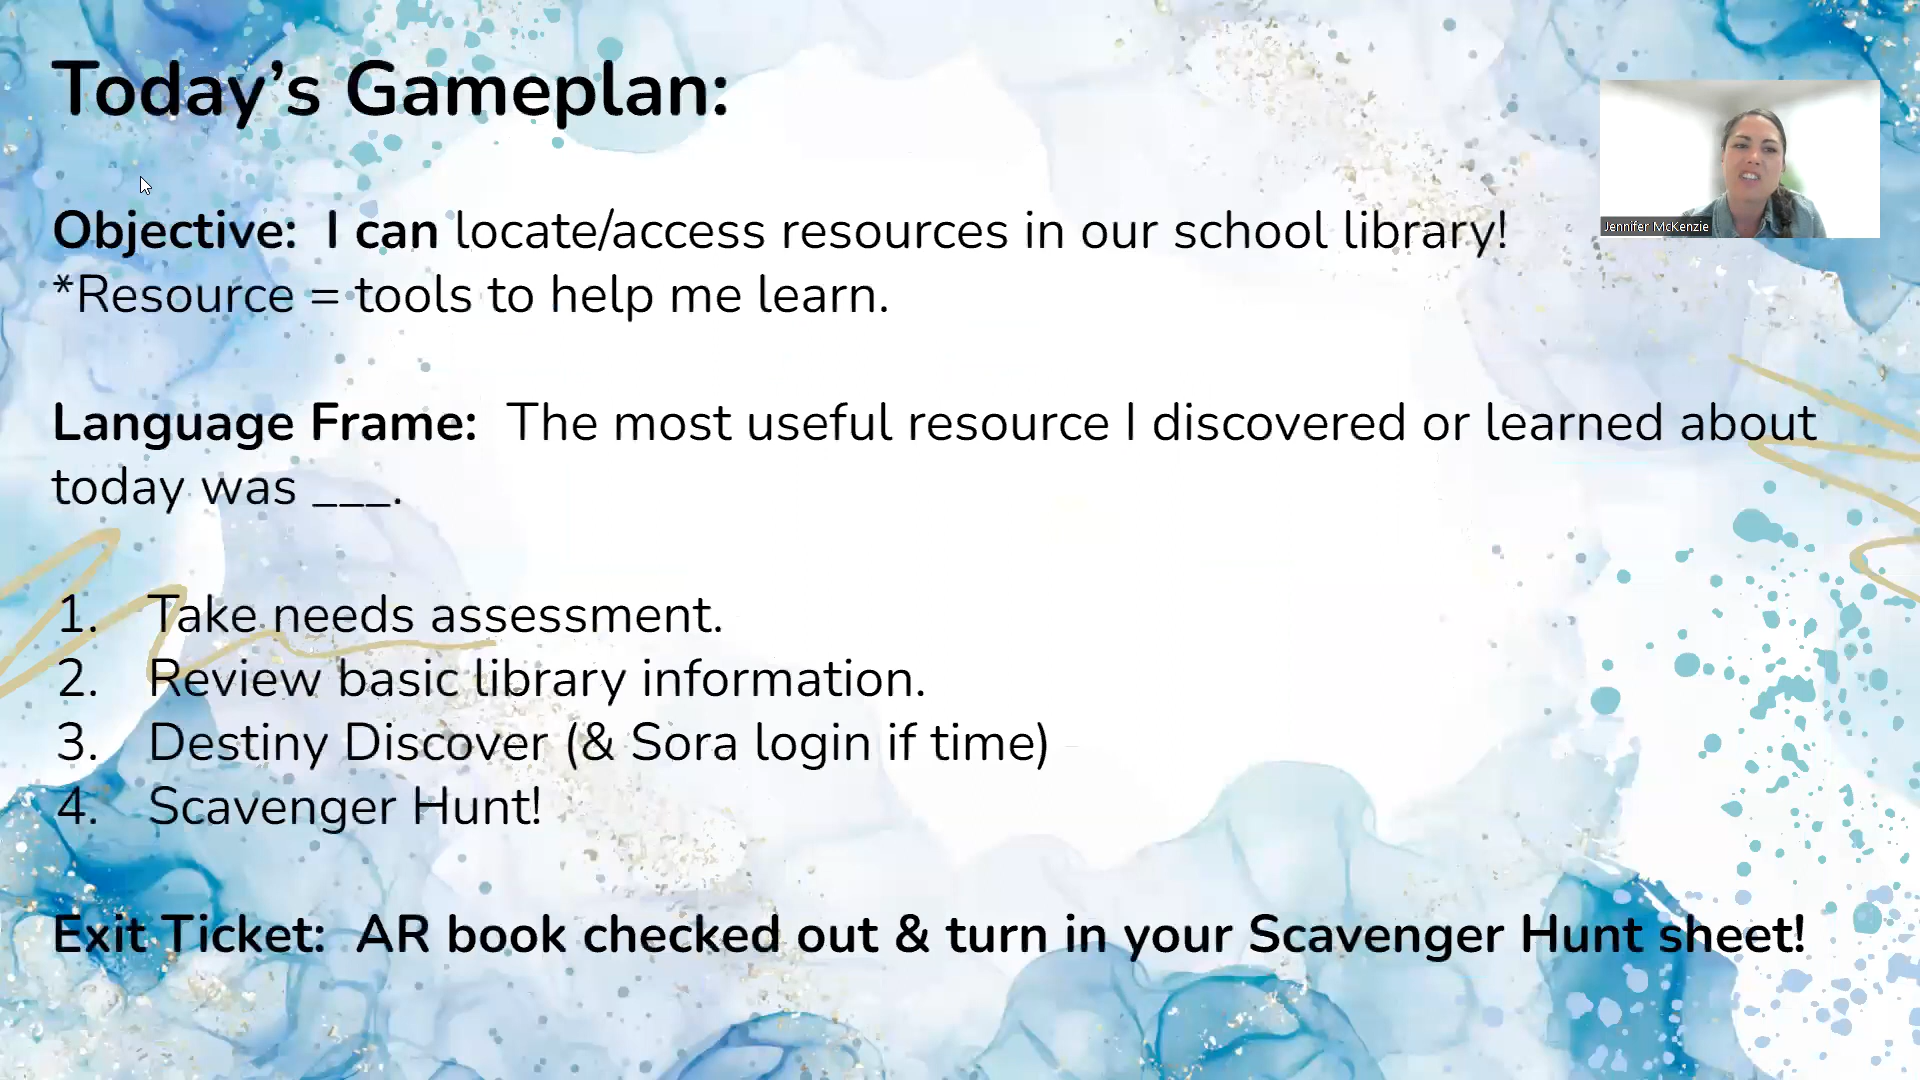 Today’s Gameplan:
Objective: I can locate/access resources in our school library!
*Resource = tools to help me learn.
Language Frame: The most useful resource I discovered or learned about
today was ___.
1. Take needs assessment.
2. Review basic library information.
3. Destiny Discover (& Sora login if time)
4. Scavenger Hunt!
Exit Ticket: AR book checked out & turn in your Scavenger Hunt sheet!
Jennifer McKenzie